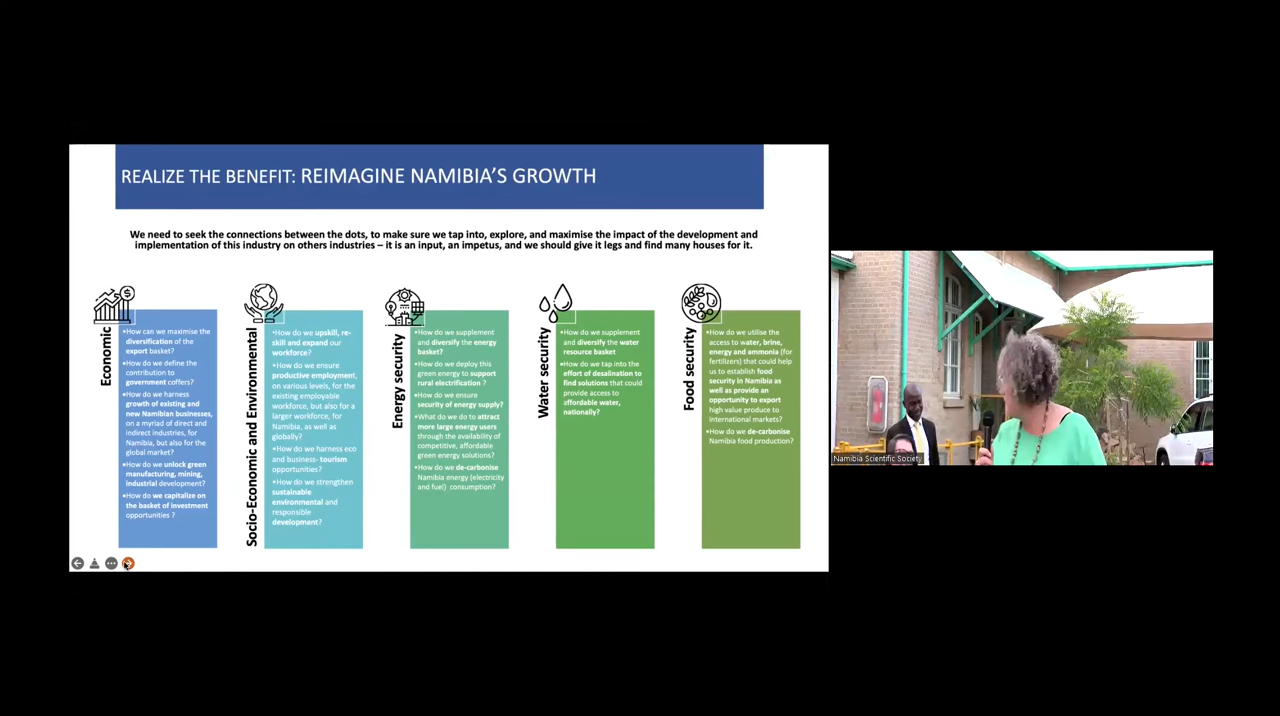 REALIZE THE BENEFIT: REIMAGINE NAMIBIA'S GROWTH
We need to seek the connections between the dots, to make sure we tap into, explore, and maximise the impact of the development and
implementation of this industry on others industries – it is an input, an impetus, and we should give it legs and find many houses for it.
Economic
•How can we maximise the
diversification of the
export basket?
•How do we define the
contribution to
government coffers?
•How do we harness
growth of existing and
new Namibian businesses,
on a myriad of direct and
indirect industries, for
Namibia, but also for the
global market?
•How do we unlock green
manufacturing, mining,
industrial development?
•How do we capitalize on
the basket of investment
opportunities ?
Socio-Economic and Environmental
•How do we upskill, re-
skill and expand our
workforce?
•How do we ensure
productive employment,
on various levels, for the
existing employable
workforce, but also for a
larger workforce, for
Namibia, as well as
globally?
•How do we harness eco
and business- tourism
opportunities?
•How do we strengthen
sustainable
environmental and
responsible
development?
Energy security
•How do we supplement
and diversify the energy
basket?
•How do we deploy this
green energy to support
rural electrification ?
•How do we ensure
security of energy supply?
•What do we do to attract
more large energy users
through the availability of
competitive, affordable
green energy solutions?
•How do we de-carbonise
Namibia energy (electricity
and fuel) consumption?
Water security
•How do we supplement
and diversify the water
resource basket
•How do we tap into the
effort of desalination to
find solutions that could
provide access to
affordable water,
nationally?
Food security
•How do we utilise the
access to water, brine,
energy and ammonia (for
fertilizers) that could help
us to establish food
security in Namibia as
well as provide an
opportunity to export
high value produce to
international markets?
•How do we de-carbonise
Namibia food production?
Namibia Scientific Society